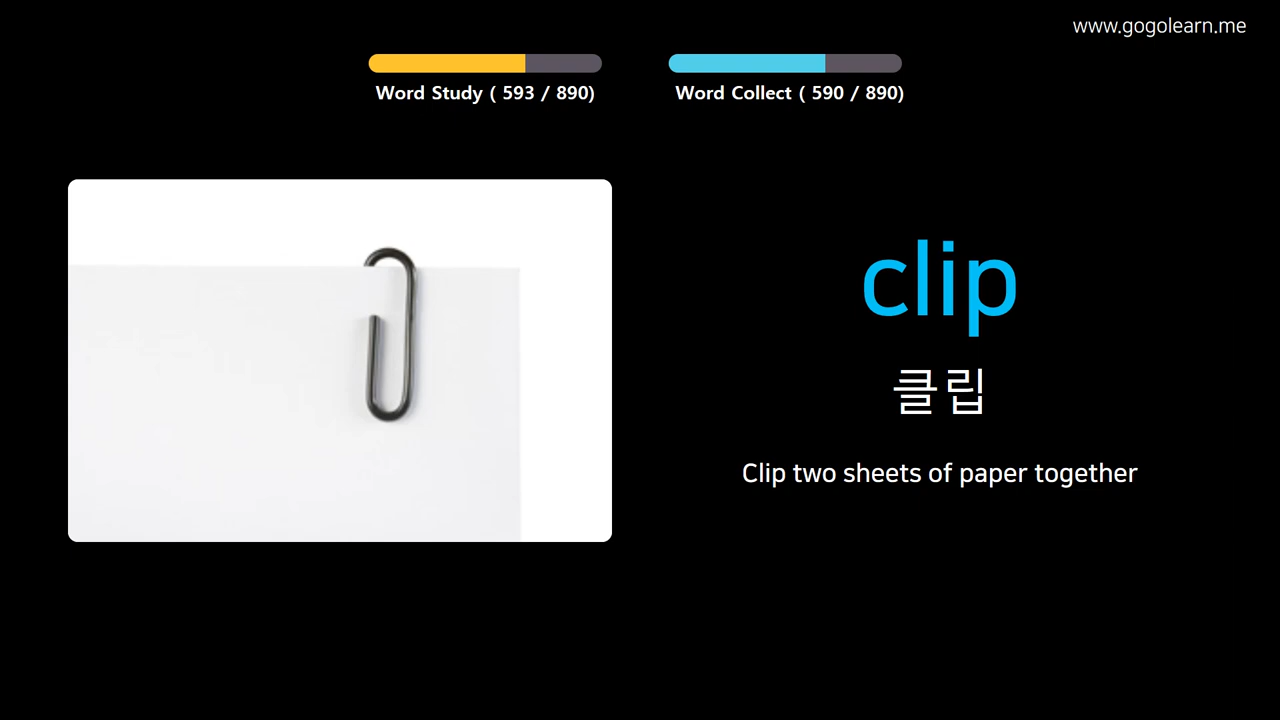 www.gogolearn.me
Word Study ( 593 / 890)
Word Collect ( 590 / 890)
clip
클립
Clip two sheets of paper together